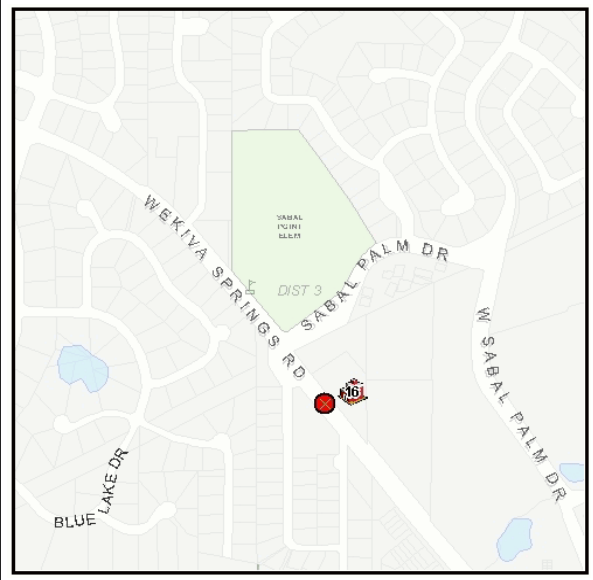 WEKIVA SPRINGS RD
SABAL
POINT
ELEM
DIST 3
SABAL PALM DR
W SABAL PALM DR
16
BLUE LAKE DR